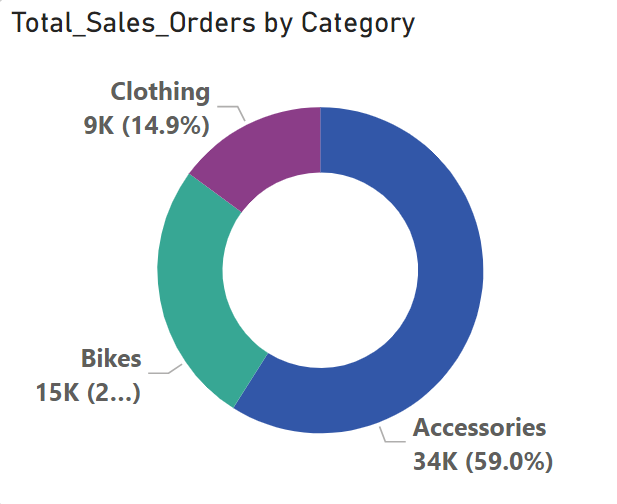 Total_Sales_Orders by Category
Clothing
9K (14.9%)
Bikes
15K (2...)
Accessories
34K (59.0%)